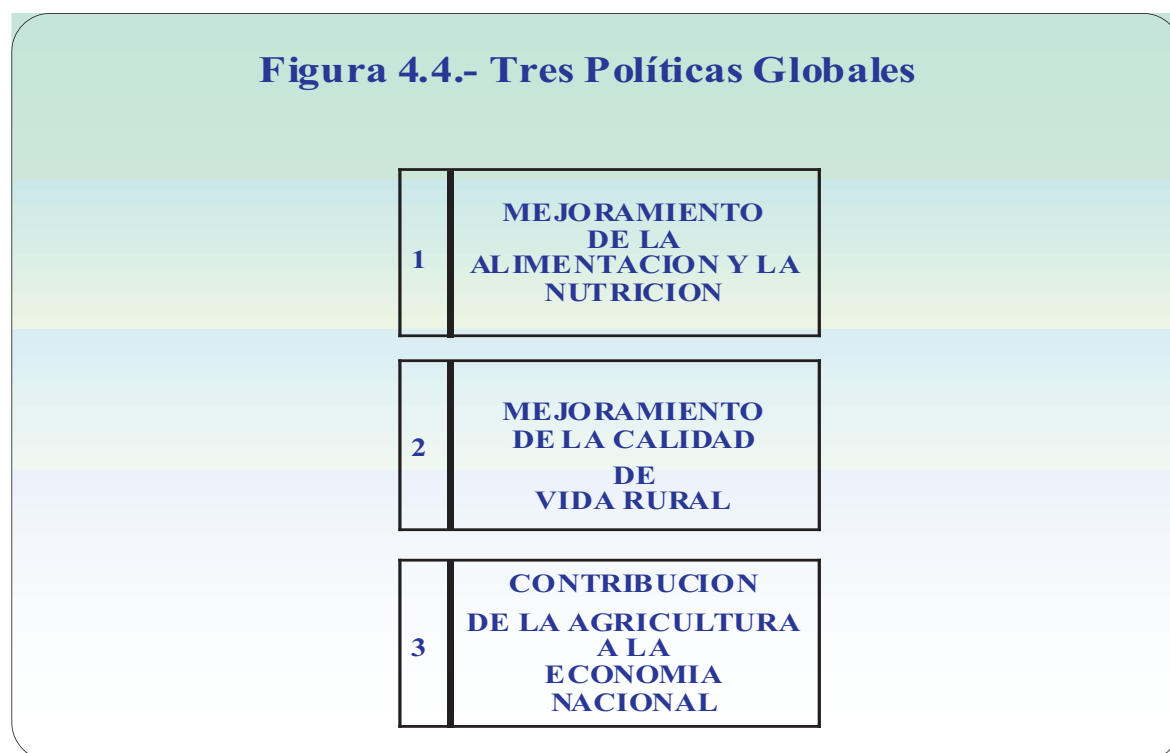 Figura 4.4.- Tres Políticas Globales
1
MEJORAMIENTO
DE LA
ALIMENTACION Y LA
NUTRICION
2
MEJORAMIENTO
DE LA CALIDAD
DE
VIDA RURAL
3
CONTRIBUCION
DE LA AGRICULTURA
A LA
ECONOMIA
NACIONAL